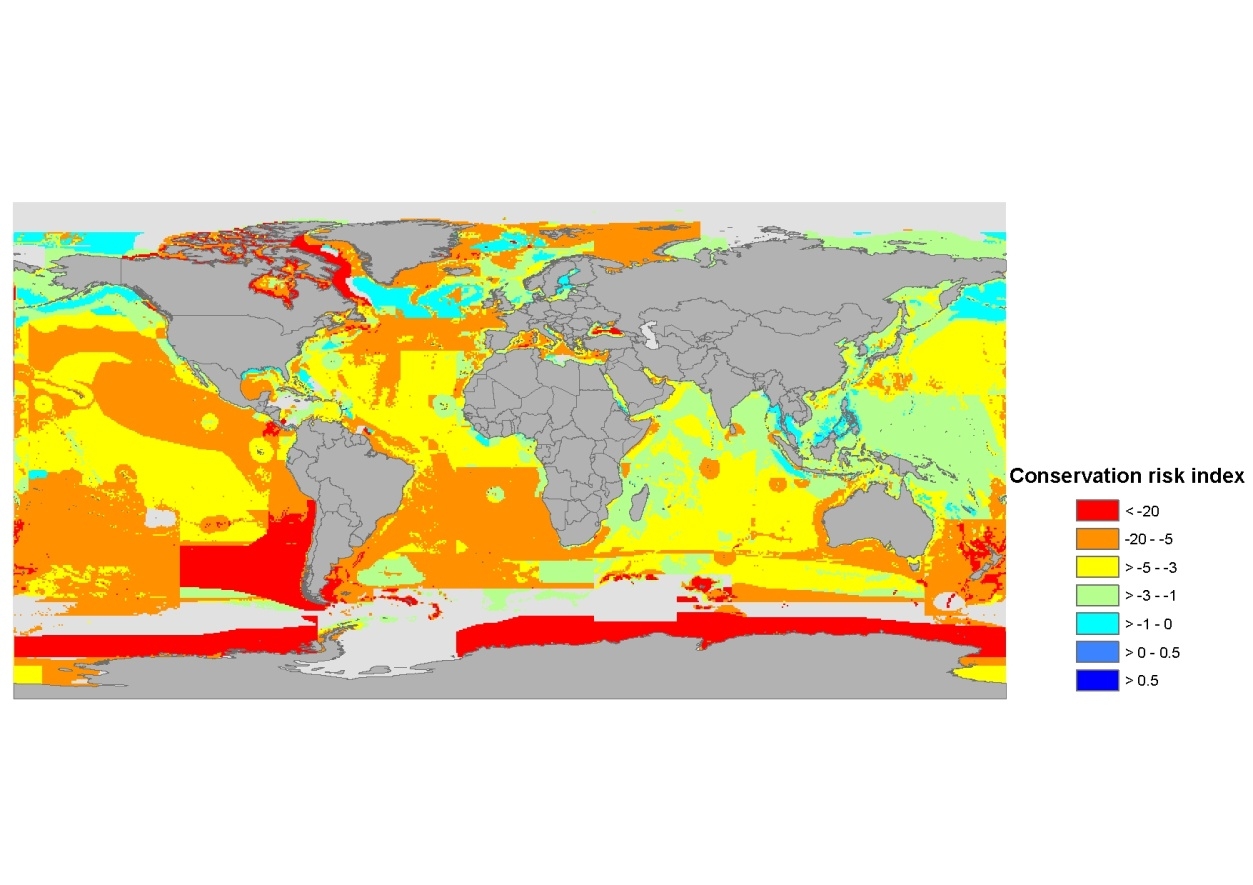 Conservation risk index
< -20
-20 - -5
> -5 - -3
> -3 - -1
> -1 - 0
> 0 - 0.5
> 0.5